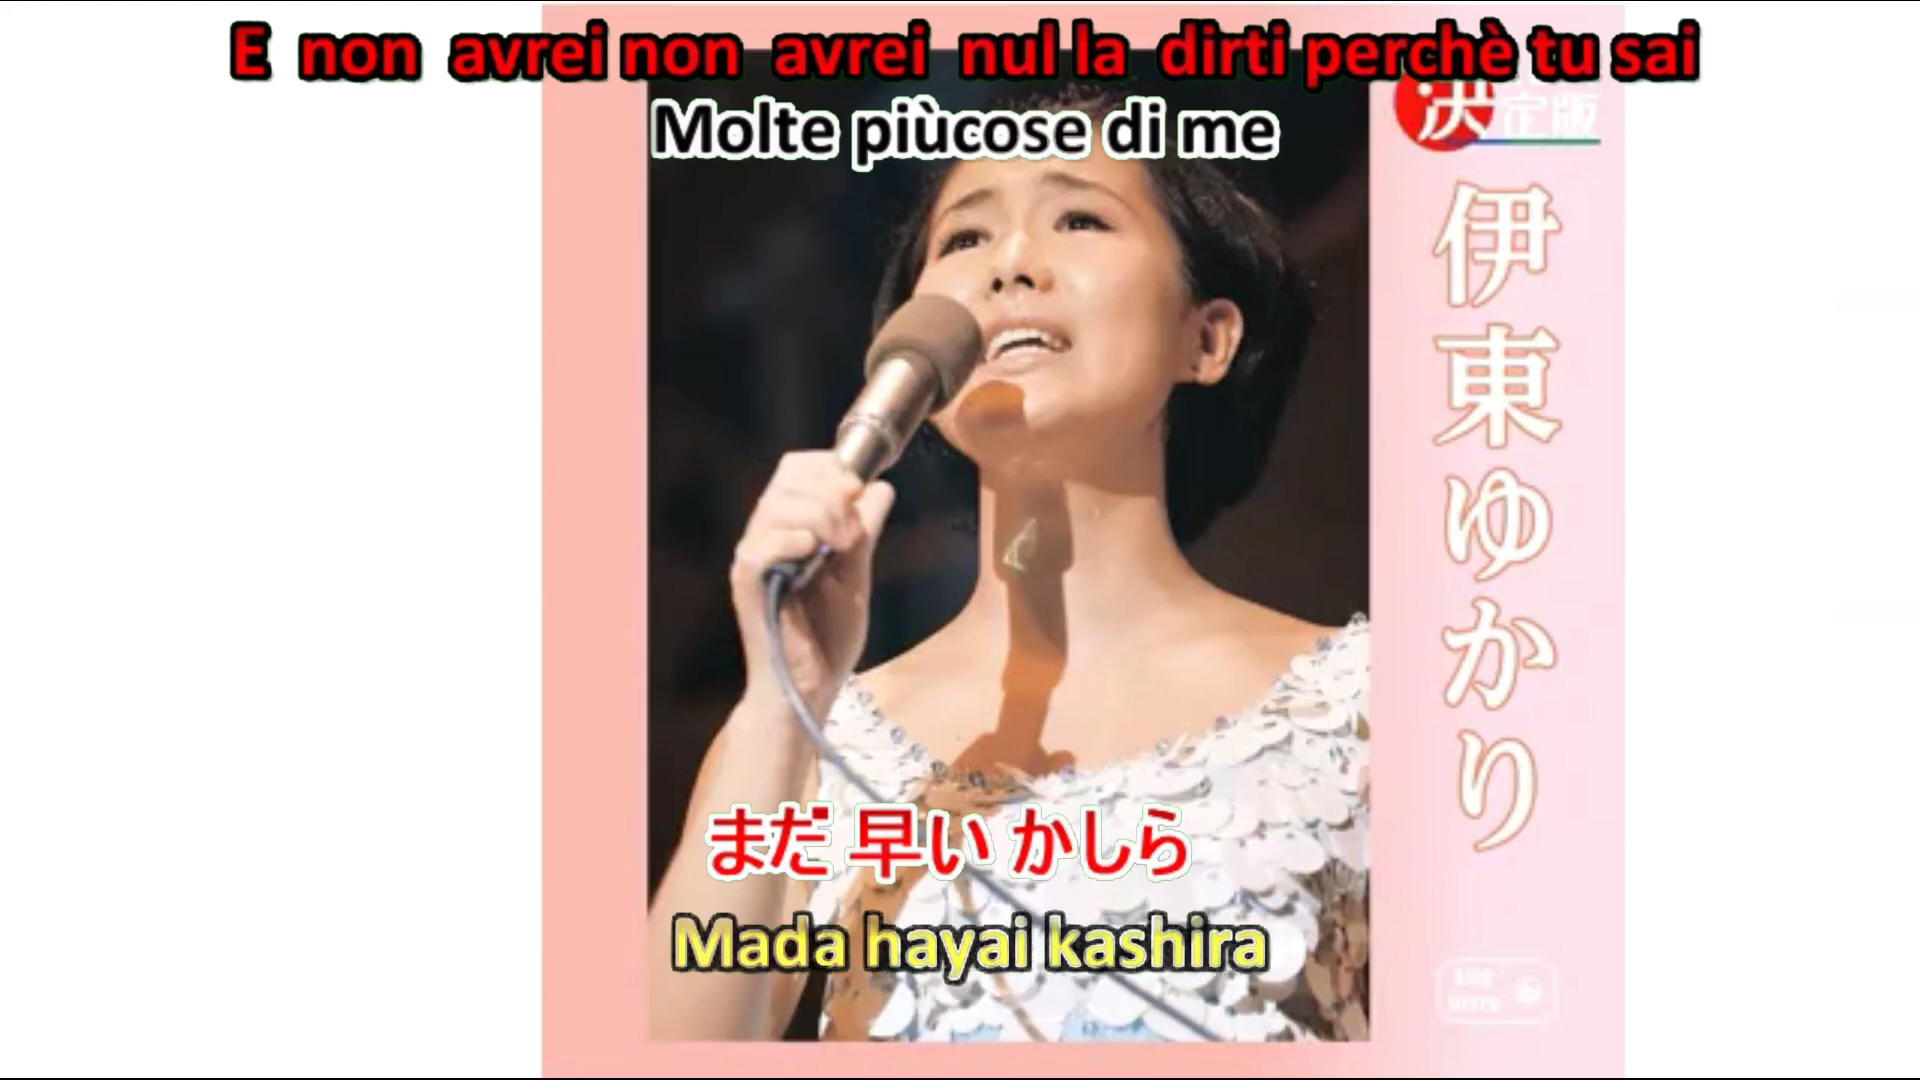 E non avrei non avrei nul la dirti perchè tu sai
Molte piùcose di me
決定版
伊東ゆかり
まだ 早い かしら
Mada hayai kashira